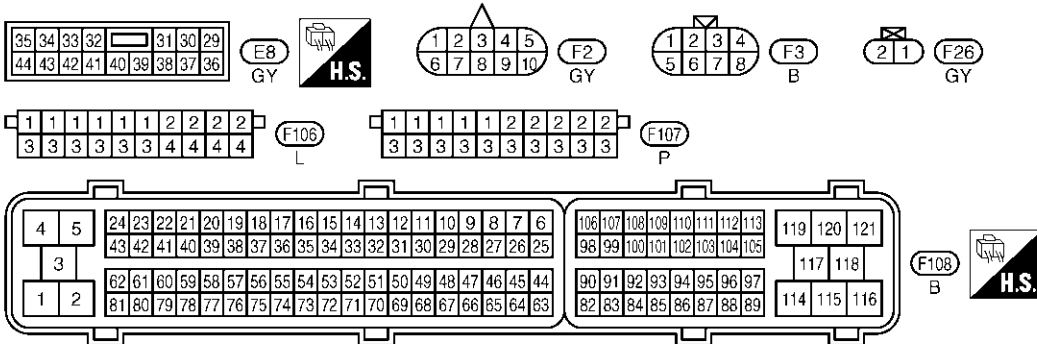 35 34 33 32 31 30 29
44 43 42 41 40 39 38 37 36
E8
GY
H.S.
1 2 3 4 5
6 7 8 9 10
F2
GY
1 2 3 4
5 6 7 8
F3
B
2 1
F26
GY
1 1 1 1 1 1 2 2 2 2
3 3 3 3 3 3 4 4 4 4
F106
L
1 1 1 1 1 2 2 2 2 2
3 3 3 3 3 3 3 3 3 3
F107
P
4 5
3
1 2
24 23 22 21 20 19 18 17 16 15 14 13 12 11 10 9 8 7 6
43 42 41 40 39 38 37 36 35 34 33 32 31 30 29 28 27 26 25
62 61 60 59 58 57 56 55 54 53 52 51 50 49 48 47 46 45 44
81 80 79 78 77 76 75 74 73 72 71 70 69 68 67 66 65 64 63
106 107 108 109 110 111 112 113
98 99 100 101 102 103 104 105
90 91 92 93 94 95 96 97
82 83 84 85 86 87 88 89
119 120 121
117 118
114 115 116
F108
B
H.S.